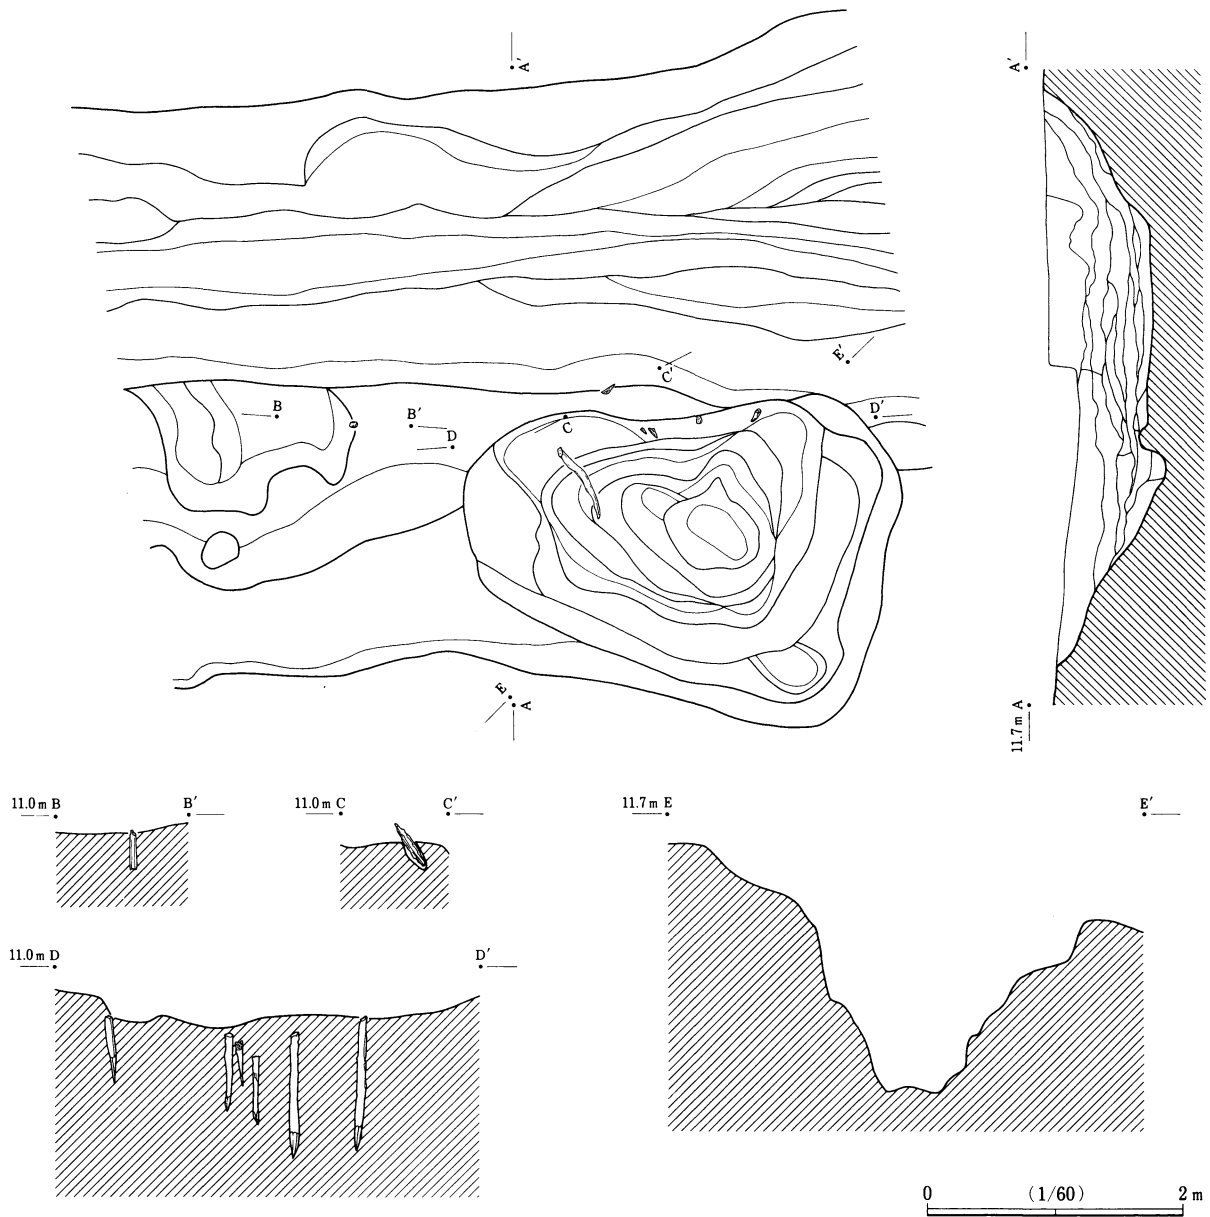 A′
A′
E′
C′
B
B′
D
D′
C
E
A
11.7 m A
11.0 m B
B′
11.0 m C
C′
11.7 m E
E′
11.0 m D
D′
0 (1/60) 2 m